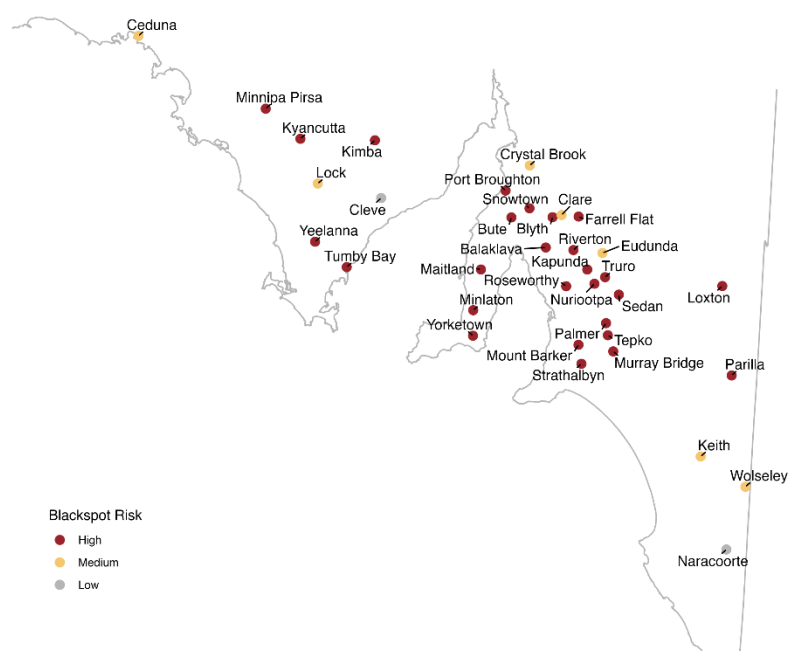 Ceduna
Minnipa Pirsa
Kyancutta
Kimba
Crystal Brook
Lock
Port Broughton
Cleve
Snowtown
Clare
Bute
Blyth
Farrell Flat
Yeelanna
Riverton
Eudunda
Balaklava
Tumby Bay
Kapunda
Truro
Maitland
Roseworthy
Nuriootpa
Loxton
Minlaton
Sedan
Yorketown
Palmer
Tepko
Mount Barker
Murray Bridge
Parilla
Strathalbyn
Keith
Wolseley
Naracoorte
Blackspot Risk
High
Medium
Low